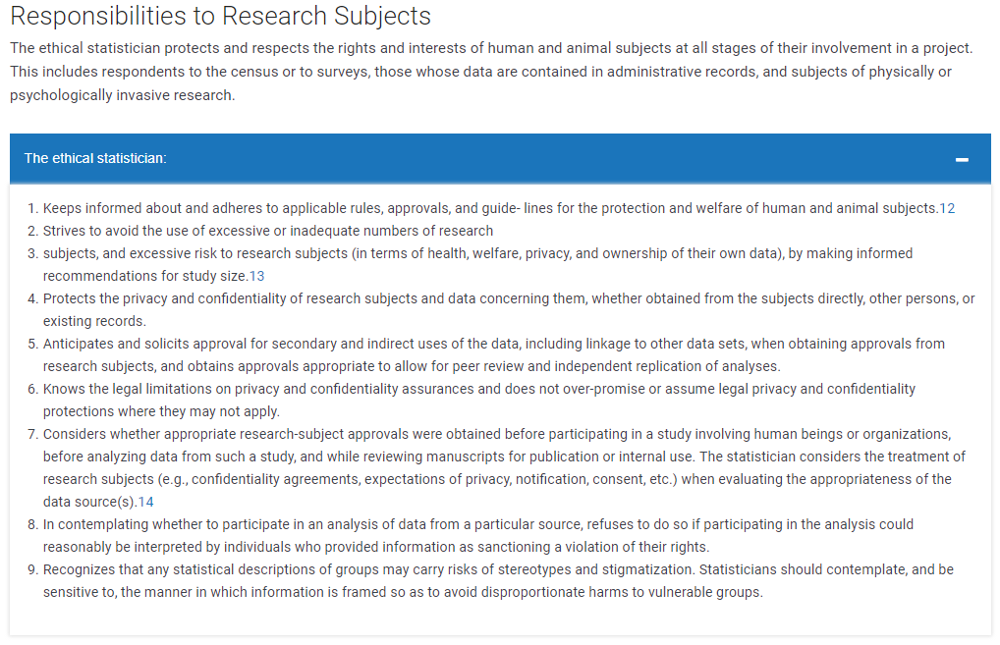 Responsibilities to Research Subjects
The ethical statistician protects and respects the rights and interests of human and animal subjects at all stages of their involvement in a project.
This includes respondents to the census or to surveys, those whose data are contained in administrative records, and subjects of physically or
psychologically invasive research.
The ethical statistician:
1. Keeps informed about and adheres to applicable rules, approvals, and guide- lines for the protection and welfare of human and animal subjects.12
2. Strives to avoid the use of excessive or inadequate numbers of research
3. subjects, and excessive risk to research subjects (in terms of health, welfare, privacy, and ownership of their own data), by making informed
recommendations for study size.13
4. Protects the privacy and confidentiality of research subjects and data concerning them, whether obtained from the subjects directly, other persons, or
existing records.
5. Anticipates and solicits approval for secondary and indirect uses of the data, including linkage to other data sets, when obtaining approvals from
research subjects, and obtains approvals appropriate to allow for peer review and independent replication of analyses.
6. Knows the legal limitations on privacy and confidentiality assurances and does not over-promise or assume legal privacy and confidentiality
protections where they may not apply.
7. Considers whether appropriate research-subject approvals were obtained before participating in a study involving human beings or organizations,
before analyzing data from such a study, and while reviewing manuscripts for publication or internal use. The statistician considers the treatment of
research subjects (e.g., confidentiality agreements, expectations of privacy, notification, consent, etc.) when evaluating the appropriateness of the
data source(s).14
8. In contemplating whether to participate in an analysis of data from a particular source, refuses to do so if participating in the analysis could
reasonably be interpreted by individuals who provided information as sanctioning a violation of their rights.
9. Recognizes that any statistical descriptions of groups may carry risks of stereotypes and stigmatization. Statisticians should contemplate, and be
sensitive to, the manner in which information is framed so as to avoid disproportionate harms to vulnerable groups.